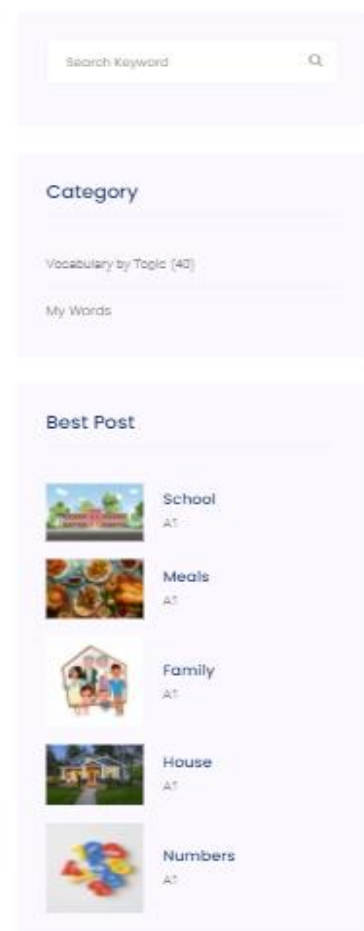 Search Keyword
Category
Vocabulary by Topic (40)
My Words
Best Post
School
A1
Meals
A1
Family
A1
House
A1
Numbers
A1